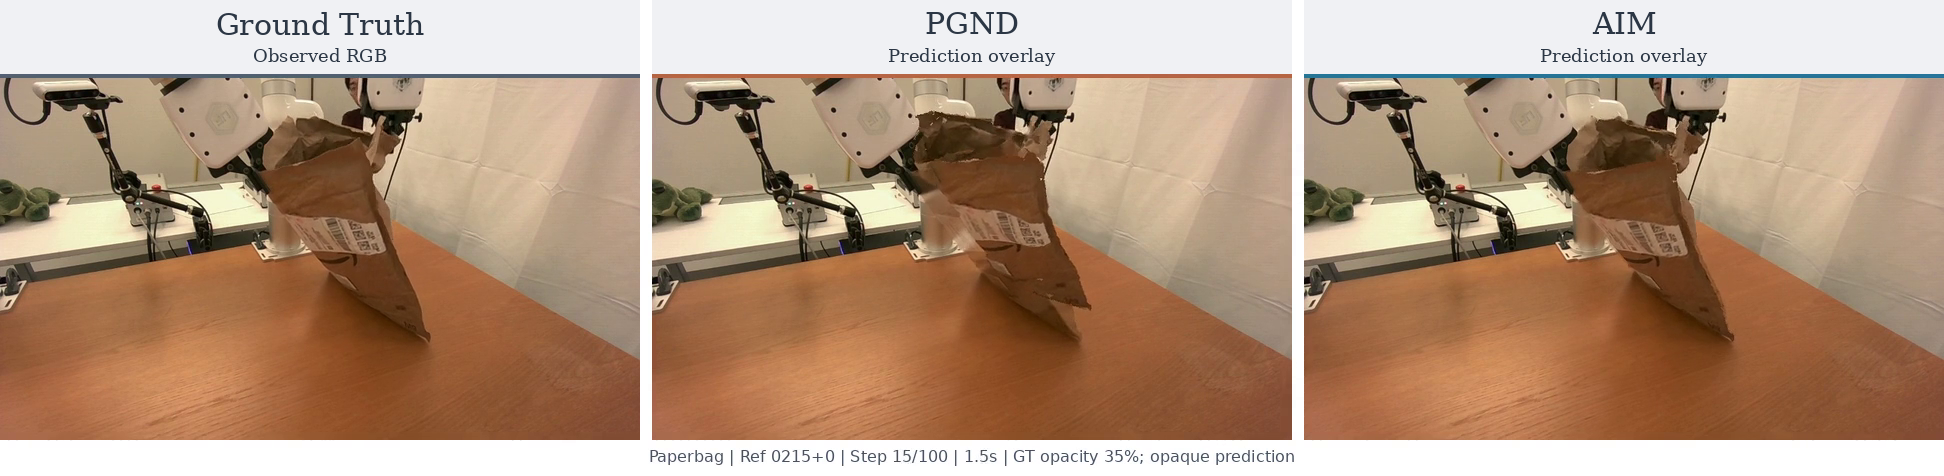 Ground Truth
Observed RGB
PGND
Prediction overlay
AIM
Prediction overlay
Paperbag | Ref 0215+0 | Step 15/100 | 1.5s | GT opacity 35%; opaque prediction